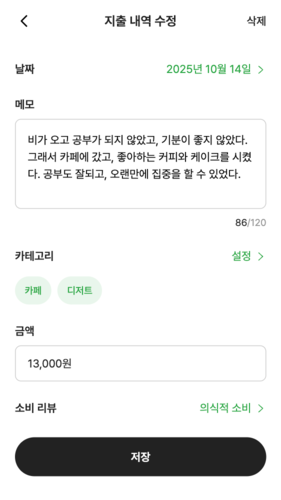 지출 내역 수정
삭제
날짜
2025년 10월 14일
메모
비가 오고 공부가 되지 않았고, 기분이 좋지 않았다.
그래서 카페에 갔고, 좋아하는 커피와 케이크를 시켰
다. 공부도 잘되고, 오랜만에 집중을 할 수 있었다.
86/120
카테고리
설정
카페
디저트
금액
13,000원
소비 리뷰
의식적 소비
저장